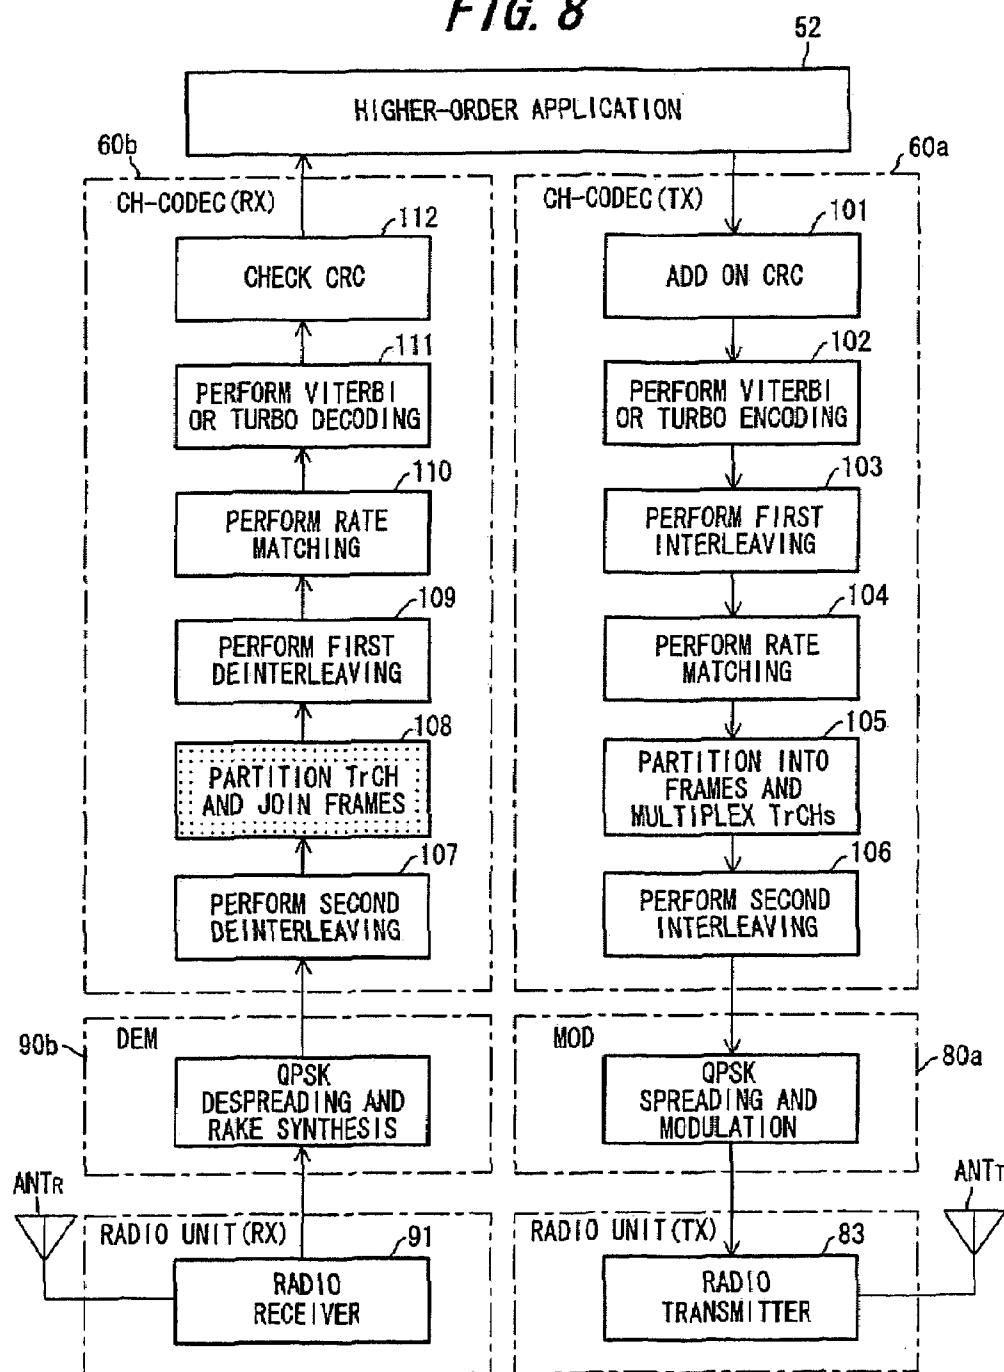 FIG. 8
52
HIGHER-ORDER APPLICATION
60b
60a
CH-CODEC(RX)
112
CHECK CRC
111
PERFORM VITERBI
OR TURBO DECODING
110
PERFORM RATE
MATCHING
109
PERFORM FIRST
DEINTERLEAVING
108
PARTITION TrCH
AND JOIN FRAMES
107
PERFORM SECOND
DEINTERLEAVING
CH-CODEC(TX)
101
ADD ON CRC
102
PERFORM VITERBI
OR TURBO ENCODING
103
PERFORM FIRST
INTERLEAVING
104
PERFORM RATE
MATCHING
105
PARTITION INTO
FRAMES AND
MULTIPLEX TrCHs
106
PERFORM SECOND
INTERLEAVING
90b
DEM
QPSK
DESPREADING AND
RAKE SYNTHESIS
MOD
80a
QPSK
SPREADING AND
MODULATION
ANTR
RADIO UNIT(RX)
91
RADIO
RECEIVER
RADIO UNIT(TX)
83
RADIO
TRANSMITTER
ANTT